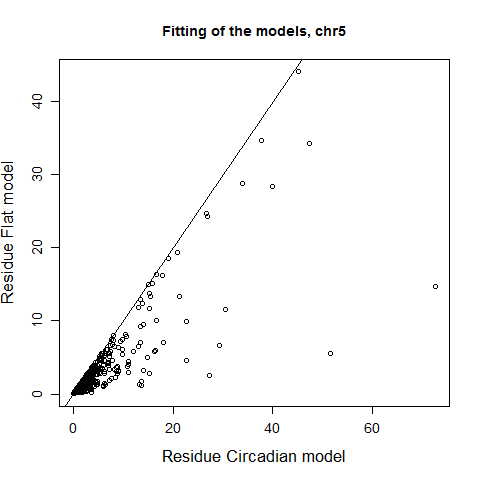 Fitting of the models, chr5
Residue Flat model
40
30
20
10
0
0 20 40 60
Residue Circadian model